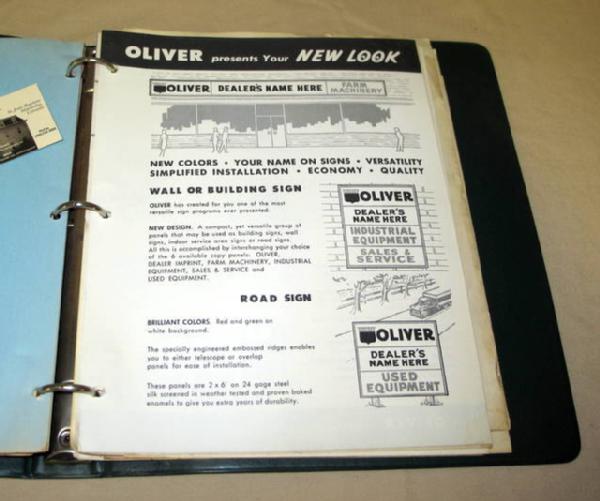 OLIVER presents Your NEW LOOK
OLIVER DEALER'S NAME HERE FARM MACHINERY
NEW COLORS • YOUR NAME ON SIGNS • VERSATILITY
SIMPLIFIED INSTALLATION • ECONOMY • QUALITY
WALL OR BUILDING SIGN
OLIVER has created for you one of the most
versatile sign programs ever presented.
NEW DESIGN. A compact, yet versatile group of
panels that may be used as building signs, wall
signs, indoor service area signs or road signs.
All this is accomplished by interchanging your choice
of the 6 available copy panels: OLIVER,
DEALER IMPRINT, FARM MACHINERY, INDUSTRIAL
EQUIPMENT, SALES & SERVICE and
USED EQUIPMENT.
OLIVER
DEALER'S
NAME HERE
INDUSTRIAL
EQUIPMENT
SALES &
SERVICE
ROAD SIGN
BRILLIANT COLORS. Red and green on
white background.
The specially engineered embossed ridges enables
you to either telescope or overlap
panels for ease of installation.
These panels are 2 x 6' on 24 gage steel
silk screened in weather tested and proven baked
enamels to give you extra years of durability.
OLIVER
DEALER'S
NAME HERE
USED
EQUIPMENT